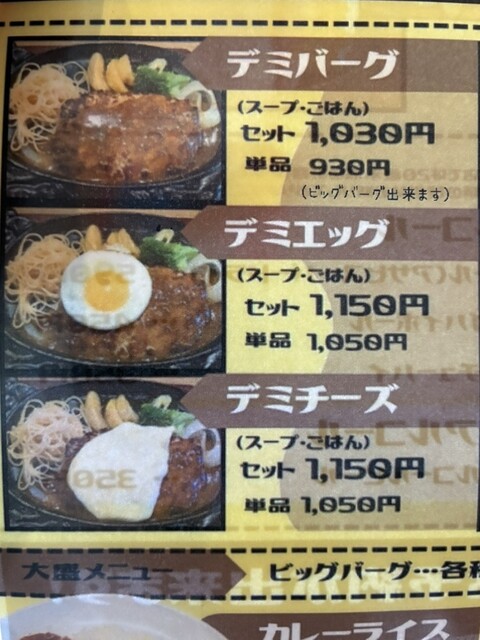 デミバーグ
(スープ・ごはん)
セット 1,030円
単品 930円
(ビッグバーグ出来ます)
デミエッグ
(スープ・ごはん)
セット 1,150円
単品 1,050円
デミチーズ
(スープ・ごはん)
セット 1,150円
単品 1,050円
大盛メニュー ビッグバーグ…各種
カレーライス